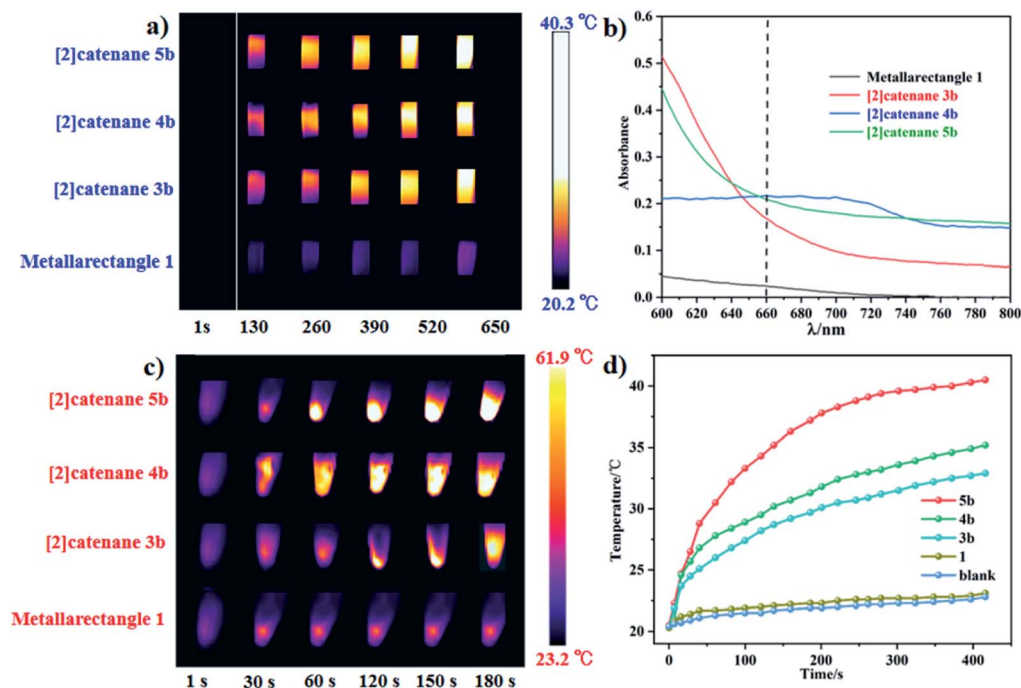 a)
[2]catenane 5b
[2]catenane 4b
[2]catenane 3b
Metallarectangle 1
1s 130 260 390 520 650
40.3 ℃
20.2 ℃
b)
Absorbance
0.6
0.5
0.4
0.3
0.2
0.1
0.0
Metallarectangle 1
[2]catenane 3b
[2]catenane 4b
[2]catenane 5b
600 620 640 660 680 700 720 740 760 780 800
λ/nm
c)
[2]catenane 5b
[2]catenane 4b
[2]catenane 3b
Metallarectangle 1
1 s 30 s 60 s 120 s 150 s 180 s
61.9 ℃
23.2 ℃
d)
Temperature/℃
40
35
30
25
20
5b
4b
3b
1
blank
0 100 200 300 400
Time/s